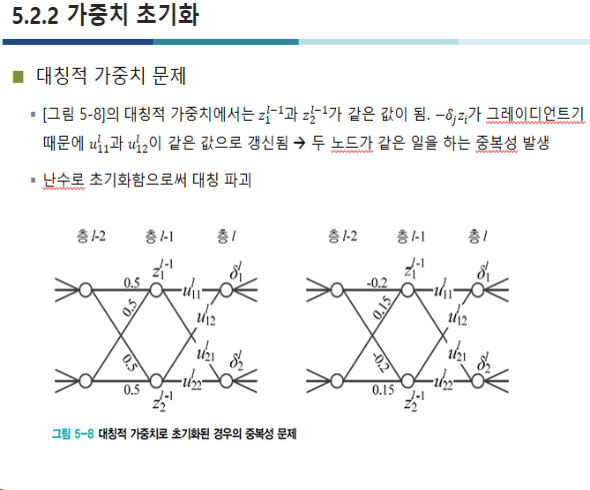 5.2.2 가중치 초기화
■ 대칭적 가중치 문제
▪ [그림 5-8]의 대칭적 가중치에서는 z₁ˡ⁻¹과 z₂ˡ⁻¹가 같은 값이 됨. −δⱼzᵢ가 그레이디언트기
때문에 u₁₁ˡ과 u₁₂ˡ이 같은 값으로 갱신됨 → 두 노드가 같은 일을 하는 중복성 발생
▪ 난수로 초기화함으로써 대칭 파괴
층 l-2 층 l-1 층 l 층 l-2 층 l-1 층 l
z₁ˡ⁻¹ δ₁ˡ z₁ˡ⁻¹ δ₁ˡ
0.5 u₁₁ˡ -0.2 u₁₁ˡ
0.5 u₁₂ˡ 0.15 u₁₂ˡ
0.5 u₂₁ˡ δ₂ˡ -0.2 u₂₁ˡ δ₂ˡ
0.5 u₂₂ˡ 0.15 u₂₂ˡ
z₂ˡ⁻¹ z₂ˡ⁻¹
그림 5-8 대칭적 가중치로 초기화된 경우의 중복성 문제